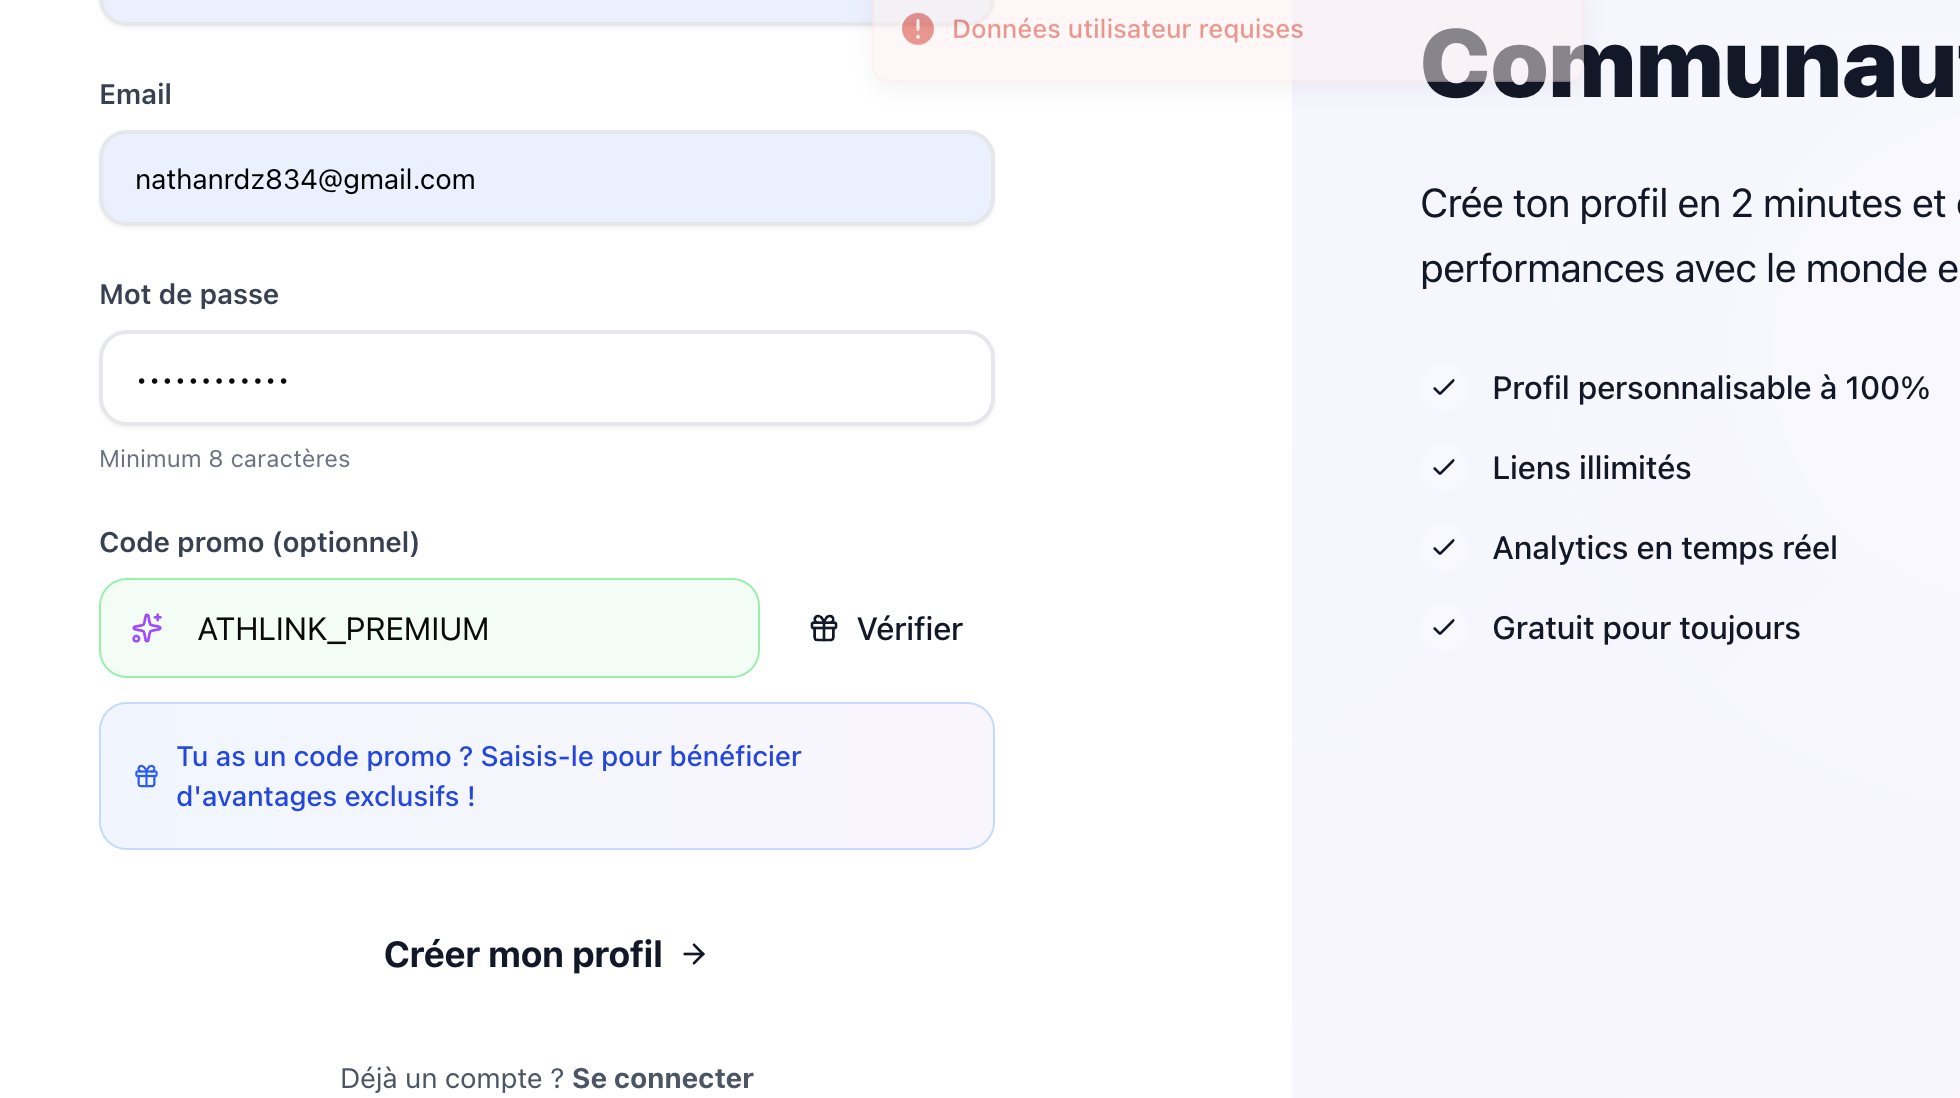 Données utilisateur requises
Email
nathanrdz834@gmail.com
Mot de passe
Minimum 8 caractères
Code promo (optionnel)
ATHLINK_PREMIUM
Vérifier
Tu as un code promo ? Saisis-le pour bénéficier
d'avantages exclusifs !
Créer mon profil →
Déjà un compte ? Se connecter
Crée ton profil en 2 minutes et
performances avec le monde
Profil personnalisable à 100%
Liens illimités
Analytics en temps réel
Gratuit pour toujours